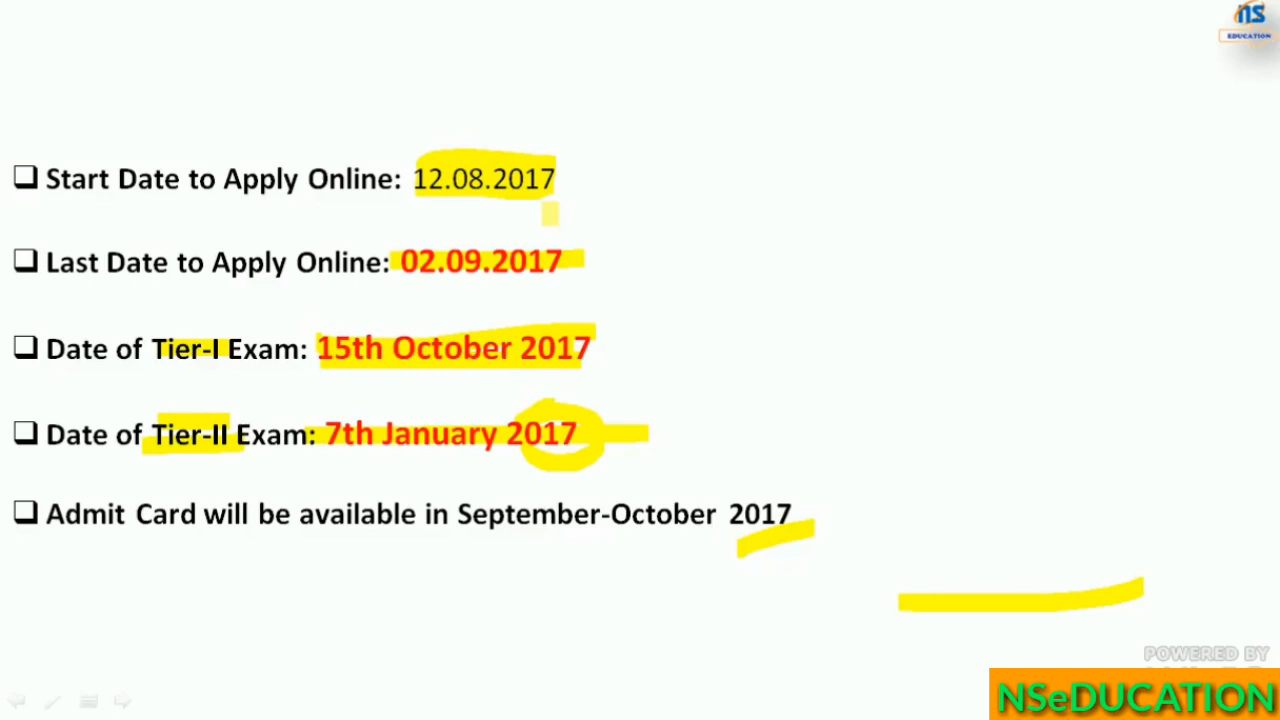 ns
EDUCATION
❑ Start Date to Apply Online: 12.08.2017
❑ Last Date to Apply Online: 02.09.2017
❑ Date of Tier-I Exam: 15th October 2017
❑ Date of Tier-II Exam: 7th January 2017
❑ Admit Card will be available in September-October 2017
POWERED BY
NSeDUCATION